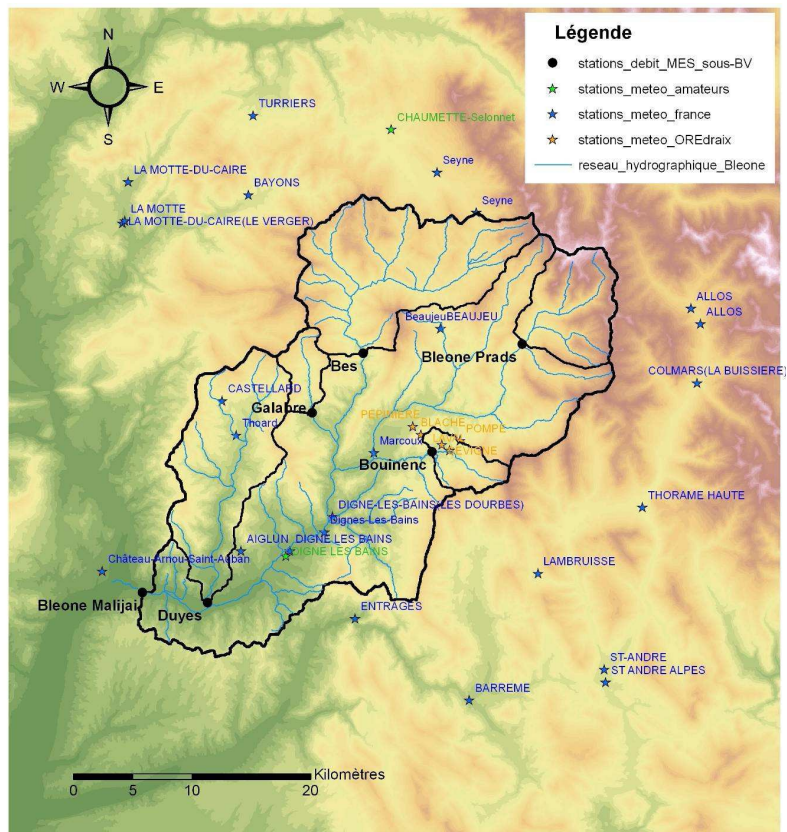 Légende
stations_debit_MES_sous-BV
stations_meteo_amateurs
stations_meteo_france
stations_meteo_OREdraix
reseau_hydrographique_Bleone
N
W E
S
TURRIERS
CHAUMETTE-Selonnet
Seyne
LA MOTTE-DU-CAIRE
BAYONS
LA MOTTE
LA MOTTE-DU-CAIRE(LE VERGER)
Seyne
ALLOS
ALLOS
BeaujeuBEAUJEU
Bleone Prads
Bes
COLMARS(LA BUISSIERE)
CASTELLARD
Galabre
Thoard
PEPINIERE
BLACHE
POMPE
Marcoux
Bouinenc
DIGNE-LES-BAINS(LES DOURBES)
Dignes-Les-Bains
THORAME HAUTE
AIGLUN
DIGNE LES BAINS
DIGNE LES BAINS
Château-Arnou-Saint-Auban
LAMBRUISSE
Bleone Malijai
Duyes
ENTRAGES
ST-ANDRE
ST ANDRE ALPES
BARREME
Kilomètres
0 5 10 20